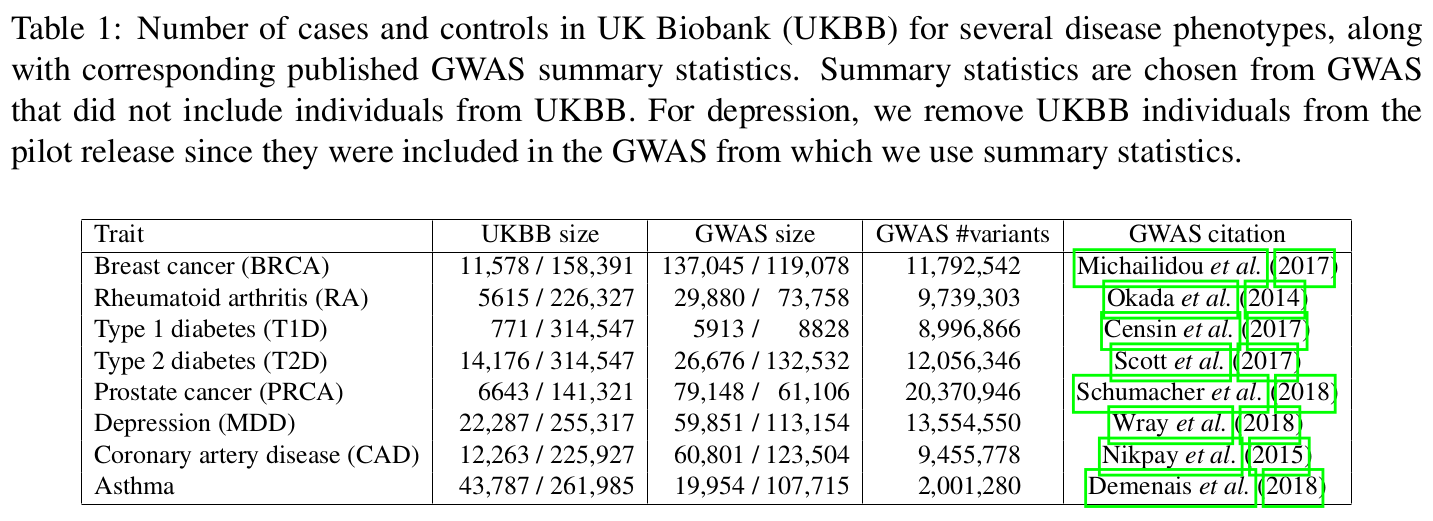 Table 1: Number of cases and controls in UK Biobank (UKBB) for several disease phenotypes, along
with corresponding published GWAS summary statistics. Summary statistics are chosen from GWAS
that did not include individuals from UKBB. For depression, we remove UKBB individuals from the
pilot release since they were included in the GWAS from which we use summary statistics.
Trait UKBB size GWAS size GWAS #variants GWAS citation
Breast cancer (BRCA) 11,578 / 158,391 137,045 / 119,078 11,792,542 Michailidou et al. (2017)
Rheumatoid arthritis (RA) 5615 / 226,327 29,880 / 73,758 9,739,303 Okada et al. (2014)
Type 1 diabetes (T1D) 771 / 314,547 5913 / 8828 8,996,866 Censin et al. (2017)
Type 2 diabetes (T2D) 14,176 / 314,547 26,676 / 132,532 12,056,346 Scott et al. (2017)
Prostate cancer (PRCA) 6643 / 141,321 79,148 / 61,106 20,370,946 Schumacher et al. (2018)
Depression (MDD) 22,287 / 255,317 59,851 / 113,154 13,554,550 Wray et al. (2018)
Coronary artery disease (CAD) 12,263 / 225,927 60,801 / 123,504 9,455,778 Nikpay et al. (2015)
Asthma 43,787 / 261,985 19,954 / 107,715 2,001,280 Demenais et al. (2018)